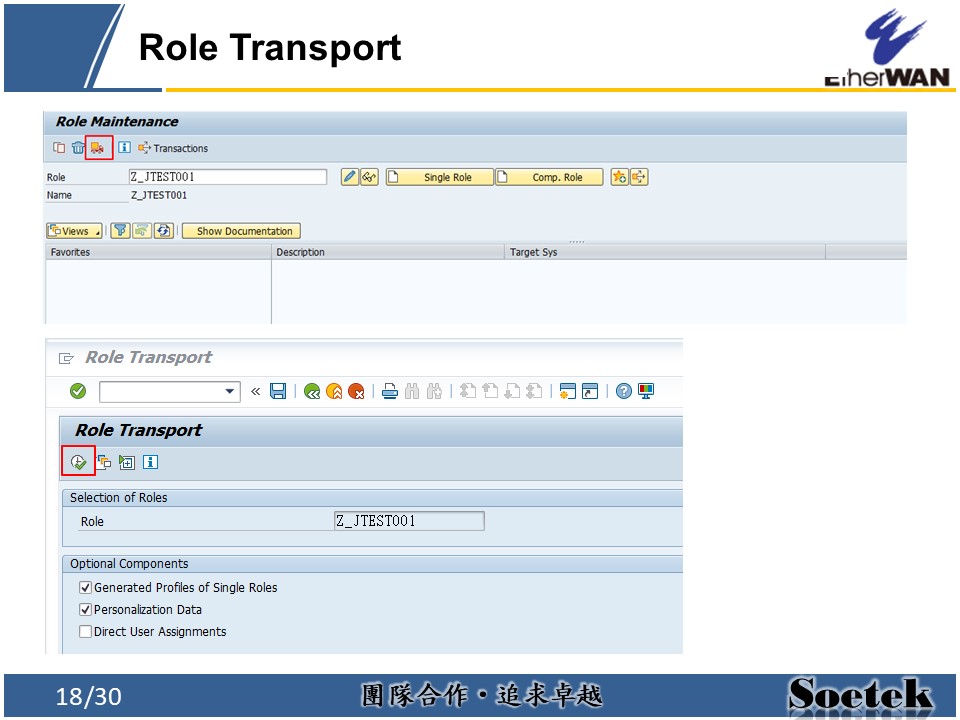 Role Transport
EtherWAN
Role Maintenance
Transactions
Role Z_JTEST001 Single Role Comp. Role
Name Z_JTEST001
Views Show Documentation
Favorites Description Target Sys
Role Transport
Role Transport
Selection of Roles
Role Z_JTEST001
Optional Components
Generated Profiles of Single Roles
Personalization Data
Direct User Assignments
18/30 團隊合作·追求卓越 Soetek